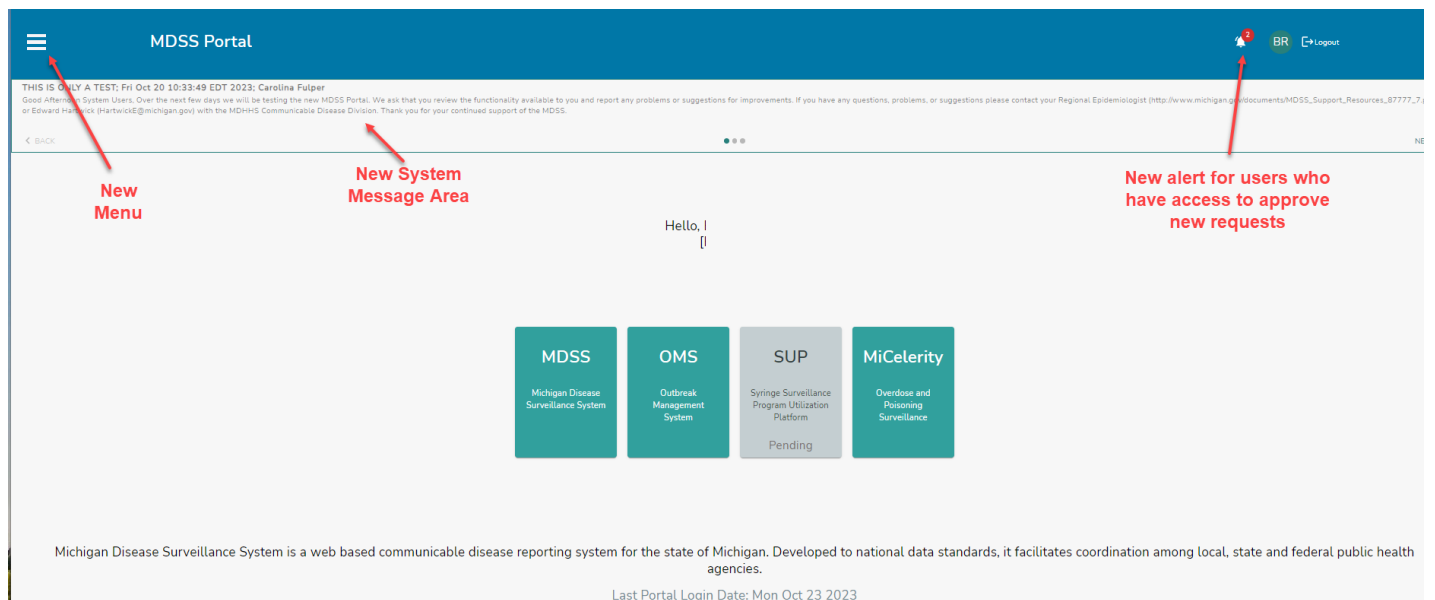 MDSS Portal
2
BR
Logout
THIS IS ONLY A TEST; Fri Oct 20 10:33:49 EDT 2023; Carolina Fulper
Good Afternoon System Users, Over the next few days we will be testing the new MDSS Portal. We ask that you review the functionality available to you and report any problems or suggestions for improvements. If you have any questions, problems, or suggestions please contact your Regional Epidemiologist (http://www.michigan.gov/documents/MDSS_Support_Resources_87777_7.p
or Edward Hartwick (HartwickE@michigan.gov) with the MDHHS Communicable Disease Division. Thank you for your continued support of the MDSS.
< BACK
NE
New
Menu
New System
Message Area
New alert for users who
have access to approve
new requests
Hello,
[
MDSS
Michigan Disease
Surveillance System
OMS
Outbreak
Management
System
SUP
Syringe Surveillance
Program Utilization
Platform
Pending
MiCelerity
Overdose and
Poisoning
Surveillance
Michigan Disease Surveillance System is a web based communicable disease reporting system for the state of Michigan. Developed to national data standards, it facilitates coordination among local, state and federal public health
agencies.
Last Portal Login Date: Mon Oct 23 2023